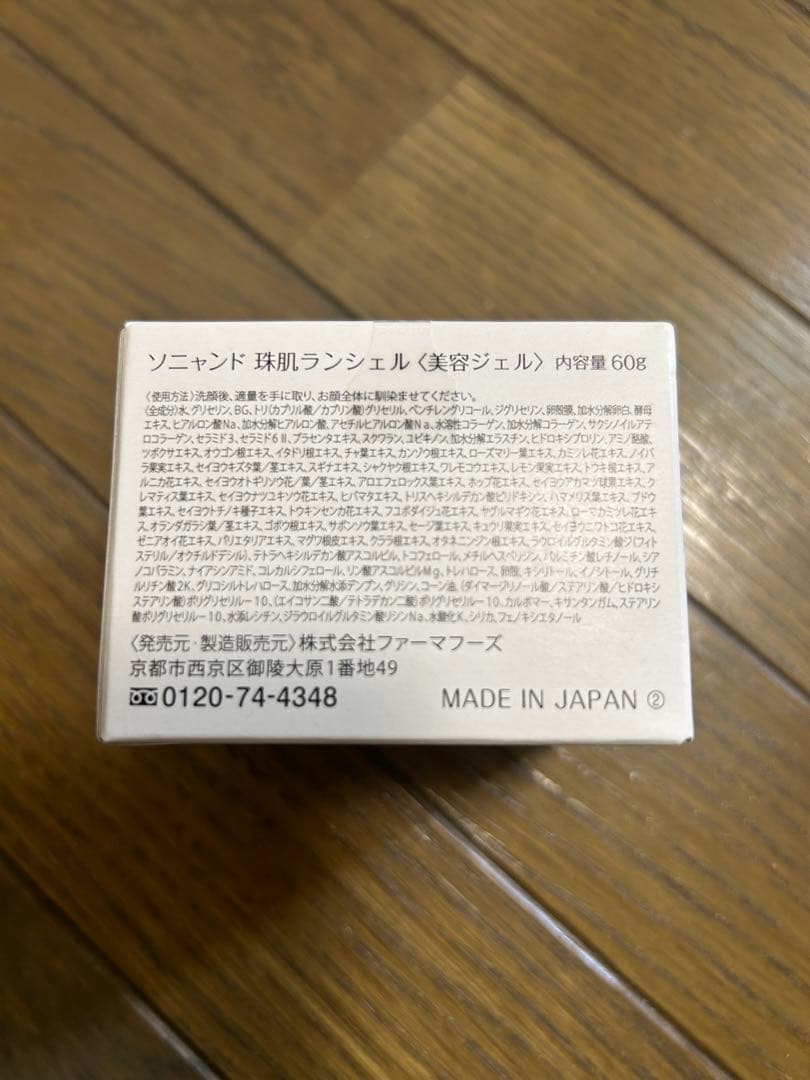 ソニャンド 珠肌ランシェル〈美容ジェル〉 内容量60g
〈使用方法〉洗顔後、適量を手に取り、お顔全体に馴染ませてください。
〈全成分〉水、グリセリン、BG、トリ(カプリル酸/カプリン酸)グリセリル、ペンチレングリコール、ジグリセリン、卵殻膜、加水分解卵白、酵母
エキス、ヒアルロン酸Na、加水分解ヒアルロン酸、アセチルヒアルロン酸Na、水溶性コラーゲン、加水分解コラーゲン、サクシノイルアテ
ロコラーゲン、セラミド3、セラミド6Ⅱ、プラセンタエキス、スクワラン、ユビキノン、加水分解エラスチン、ヒドロキシプロリン、アミノ酪酸、
ツボクサエキス、オウゴン根エキス、イタドリ根エキス、チャ葉エキス、カンゾウ根エキス、ローズマリー葉エキス、カミツレ花エキス、ノイバ
ラ果実エキス、セイヨウキズタ葉/茎エキス、スギナエキス、シャクヤク根エキス、ワレモコウエキス、レモン果実エキス、トウキ根エキス、ア
ルニカ花エキス、セイヨウオトギリソウ花/葉/茎エキス、アロエフェロックス葉エキス、ホップ花エキス、セイヨウアカマツ球果エキス、ク
レマティス葉エキス、セイヨウナツユキソウ花エキス、ヒバマタエキス、トリスヘキシルデカン酸ピリドキシン、ハマメリス葉エキス、ブドウ
葉エキス、セイヨウトチノキ種子エキス、トウキンセンカ花エキス、フユボダイジュ花エキス、ヤグルマギク花エキス、ローマカミツレ花エキ
ス、オランダガラシ葉/茎エキス、ゴボウ根エキス、サボンソウ葉エキス、セージ葉エキス、キュウリ果実エキス、セイヨウニワトコ花エキス、
ゼニアオイ花エキス、パリエタリアエキス、マグワ根皮エキス、クララ根エキス、オタネニンジン根エキス、ラウロイルグルタミン酸ジ(フィト
ステリル/オクチルドデシル)、テトラヘキシルデカン酸アスコルビル、トコフェロール、メチルヘスペリジン、パルミチン酸レチノール、シア
ノコバラミン、ナイアシンアミド、コレカルシフェロール、リン酸アスコルビルMg、トレハロース、卵殻、キシリトール、イノシトール、グリチ
ルリチン酸2K、グリコシルトレハロース、加水分解水添デンプン、グリシン、コーン油、(ダイマージリノール酸/ステアリン酸/ヒドロキシ
ステアリン酸)ポリグリセリル-10、(エイコサン二酸/テトラデカン二酸)ポリグリセリル-10、カルボマー、キサンタンガム、ステアリン
酸ポリグリセリル-10、水添レシチン、ジラウロイルグルタミン酸リシンNa、水酸化K、シリカ、フェノキシエタノール
〈発売元・製造販売元〉株式会社ファーマフーズ
京都市西京区御陵大原1番地49
0120-74-4348 MADE IN JAPAN ②